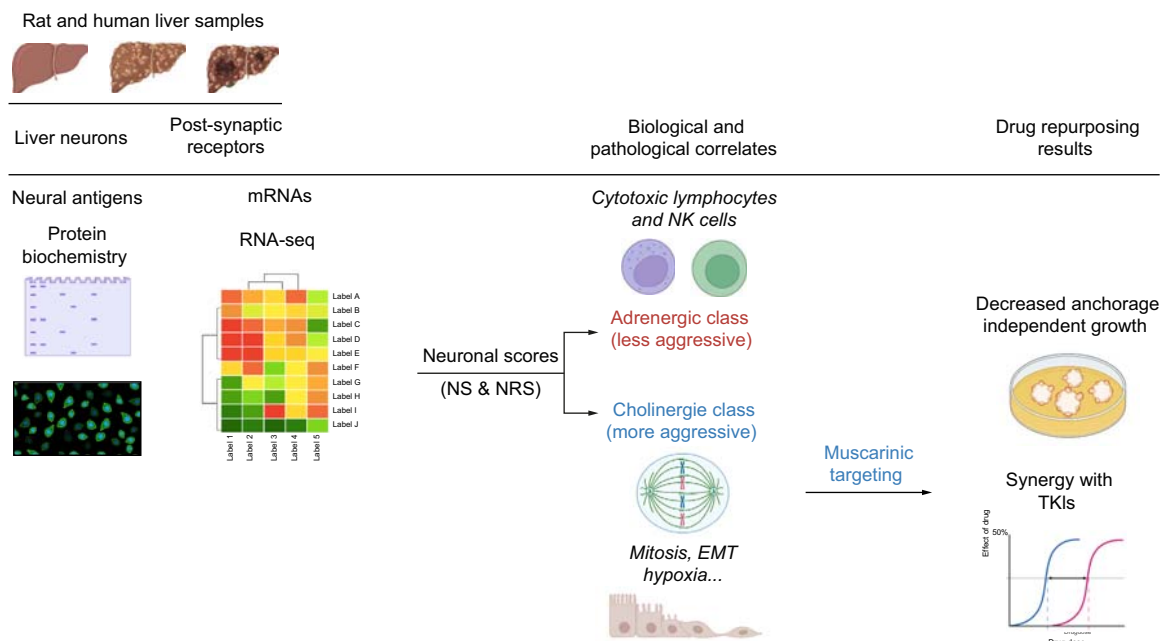 Rat and human liver samples
Liver neurons
Post-synaptic
receptors
Biological and
pathological correlates
Drug repurposing
results
Neural antigens
Protein
biochemistry
mRNAs
RNA-seq
Label A
Label B
Label C
Label D
Label E
Label F
Label G
Label H
Label I
Label J
Label 1
Label 2
Label 3
Label 4
Label 5
Neuronal scores
(NS & NRS)
Cytotoxic lymphocytes
and NK cells
Adrenergic class
(less aggressive)
Cholinergie class
(more aggressive)
Mitosis, EMT
hypoxia...
Muscarinic
targeting
Decreased anchorage
independent growth
Synergy with
TKIs
50%
Effect of drug